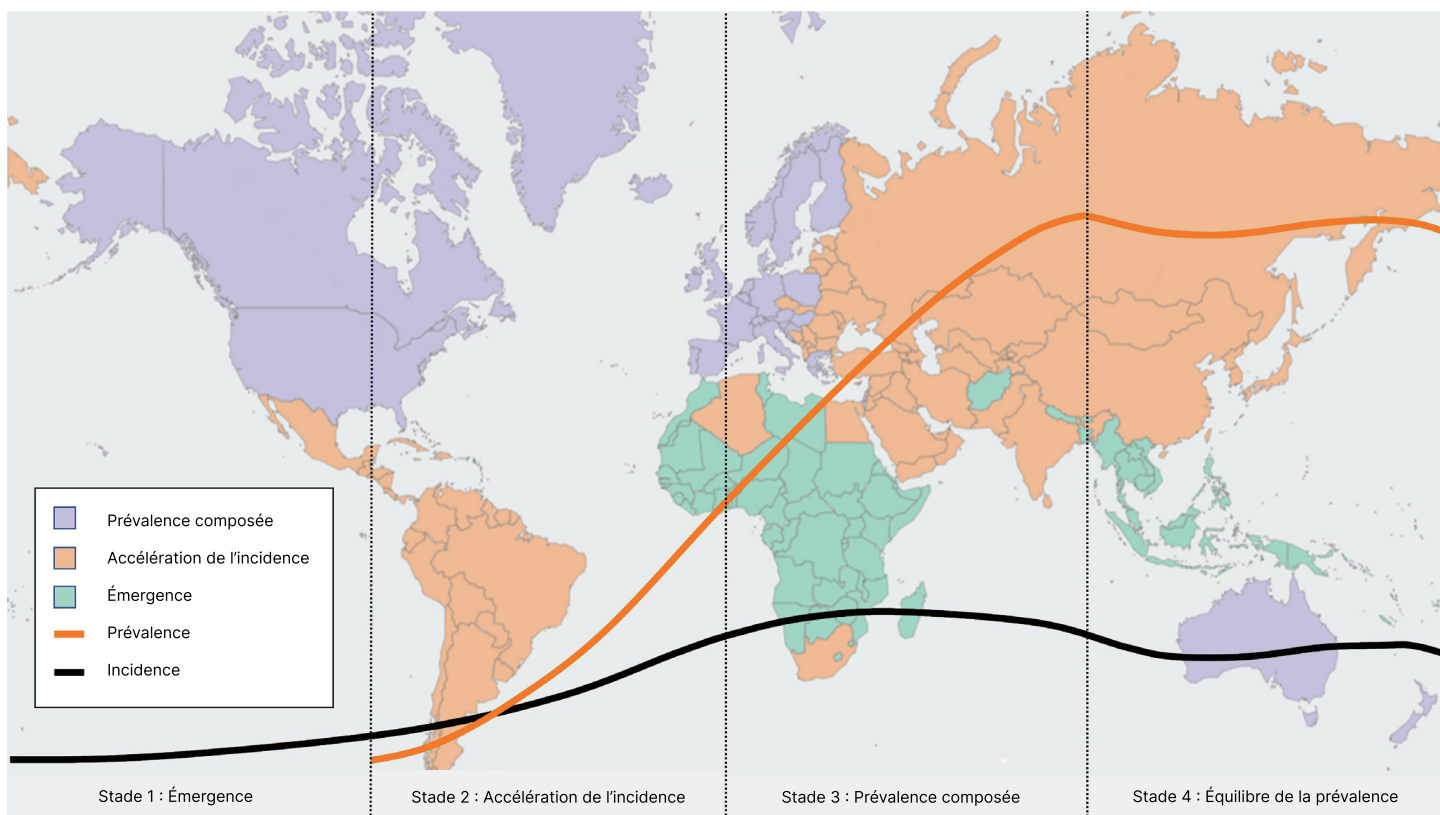 Prévalence composée
Accélération de l’incidence
Émergence
Prévalence
Incidence
Stade 1 : Émergence
Stade 2 : Accélération de l’incidence
Stade 3 : Prévalence composée
Stade 4 : Équilibre de la prévalence